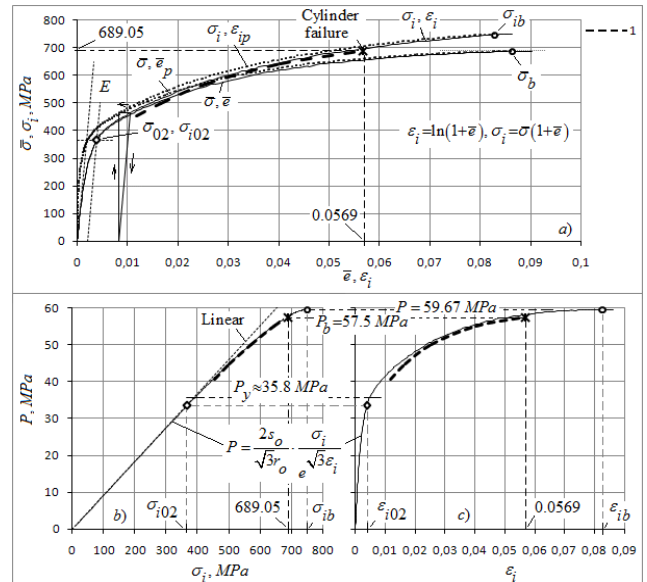 800
700
600
500
400
300
200
100
0
σ̅, σᵢ, MPa
689.05
Cylinder
failure
1
σᵢ, εᵢₚ
σᵢ, εᵢ
σᵢb
σ̅, e̅ₚ
σ̅, e̅
σ̅b
E
σ̅₀₂, σᵢ₀₂
εᵢ=ln(1+e̅), σᵢ=σ̅(1+e̅)
0.0569
a)
0 0,01 0,02 0,03 0,04 0,05 0,06 0,07 0,08 0,09 0,1
e̅, εᵢ
60
50
40
30
20
10
0
P, MPa
Linear
P=59.67 MPa
P_b=57.5 MPa
P_y≈35.8 MPa
P = 2sₒ/(√3rₒ) · σᵢ/e^(√3εᵢ)
σᵢ₀₂
689.05
σᵢb
b)
0 100 200 300 400 500 600 700 800
σᵢ, MPa
εᵢ₀₂
0.0569
εᵢb
c)
0 0,01 0,02 0,03 0,04 0,05 0,06 0,07 0,08 0,09
εᵢ